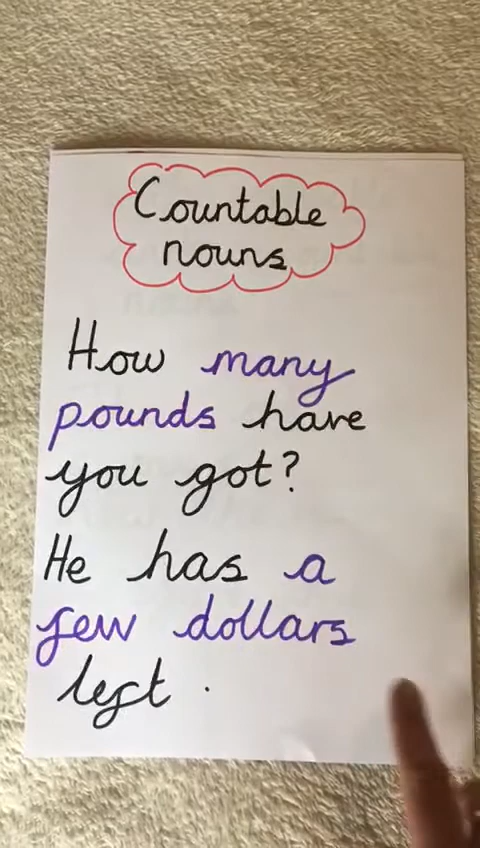 Countable
nouns
How many
pounds have
you got?
He has a
few dollars
left.